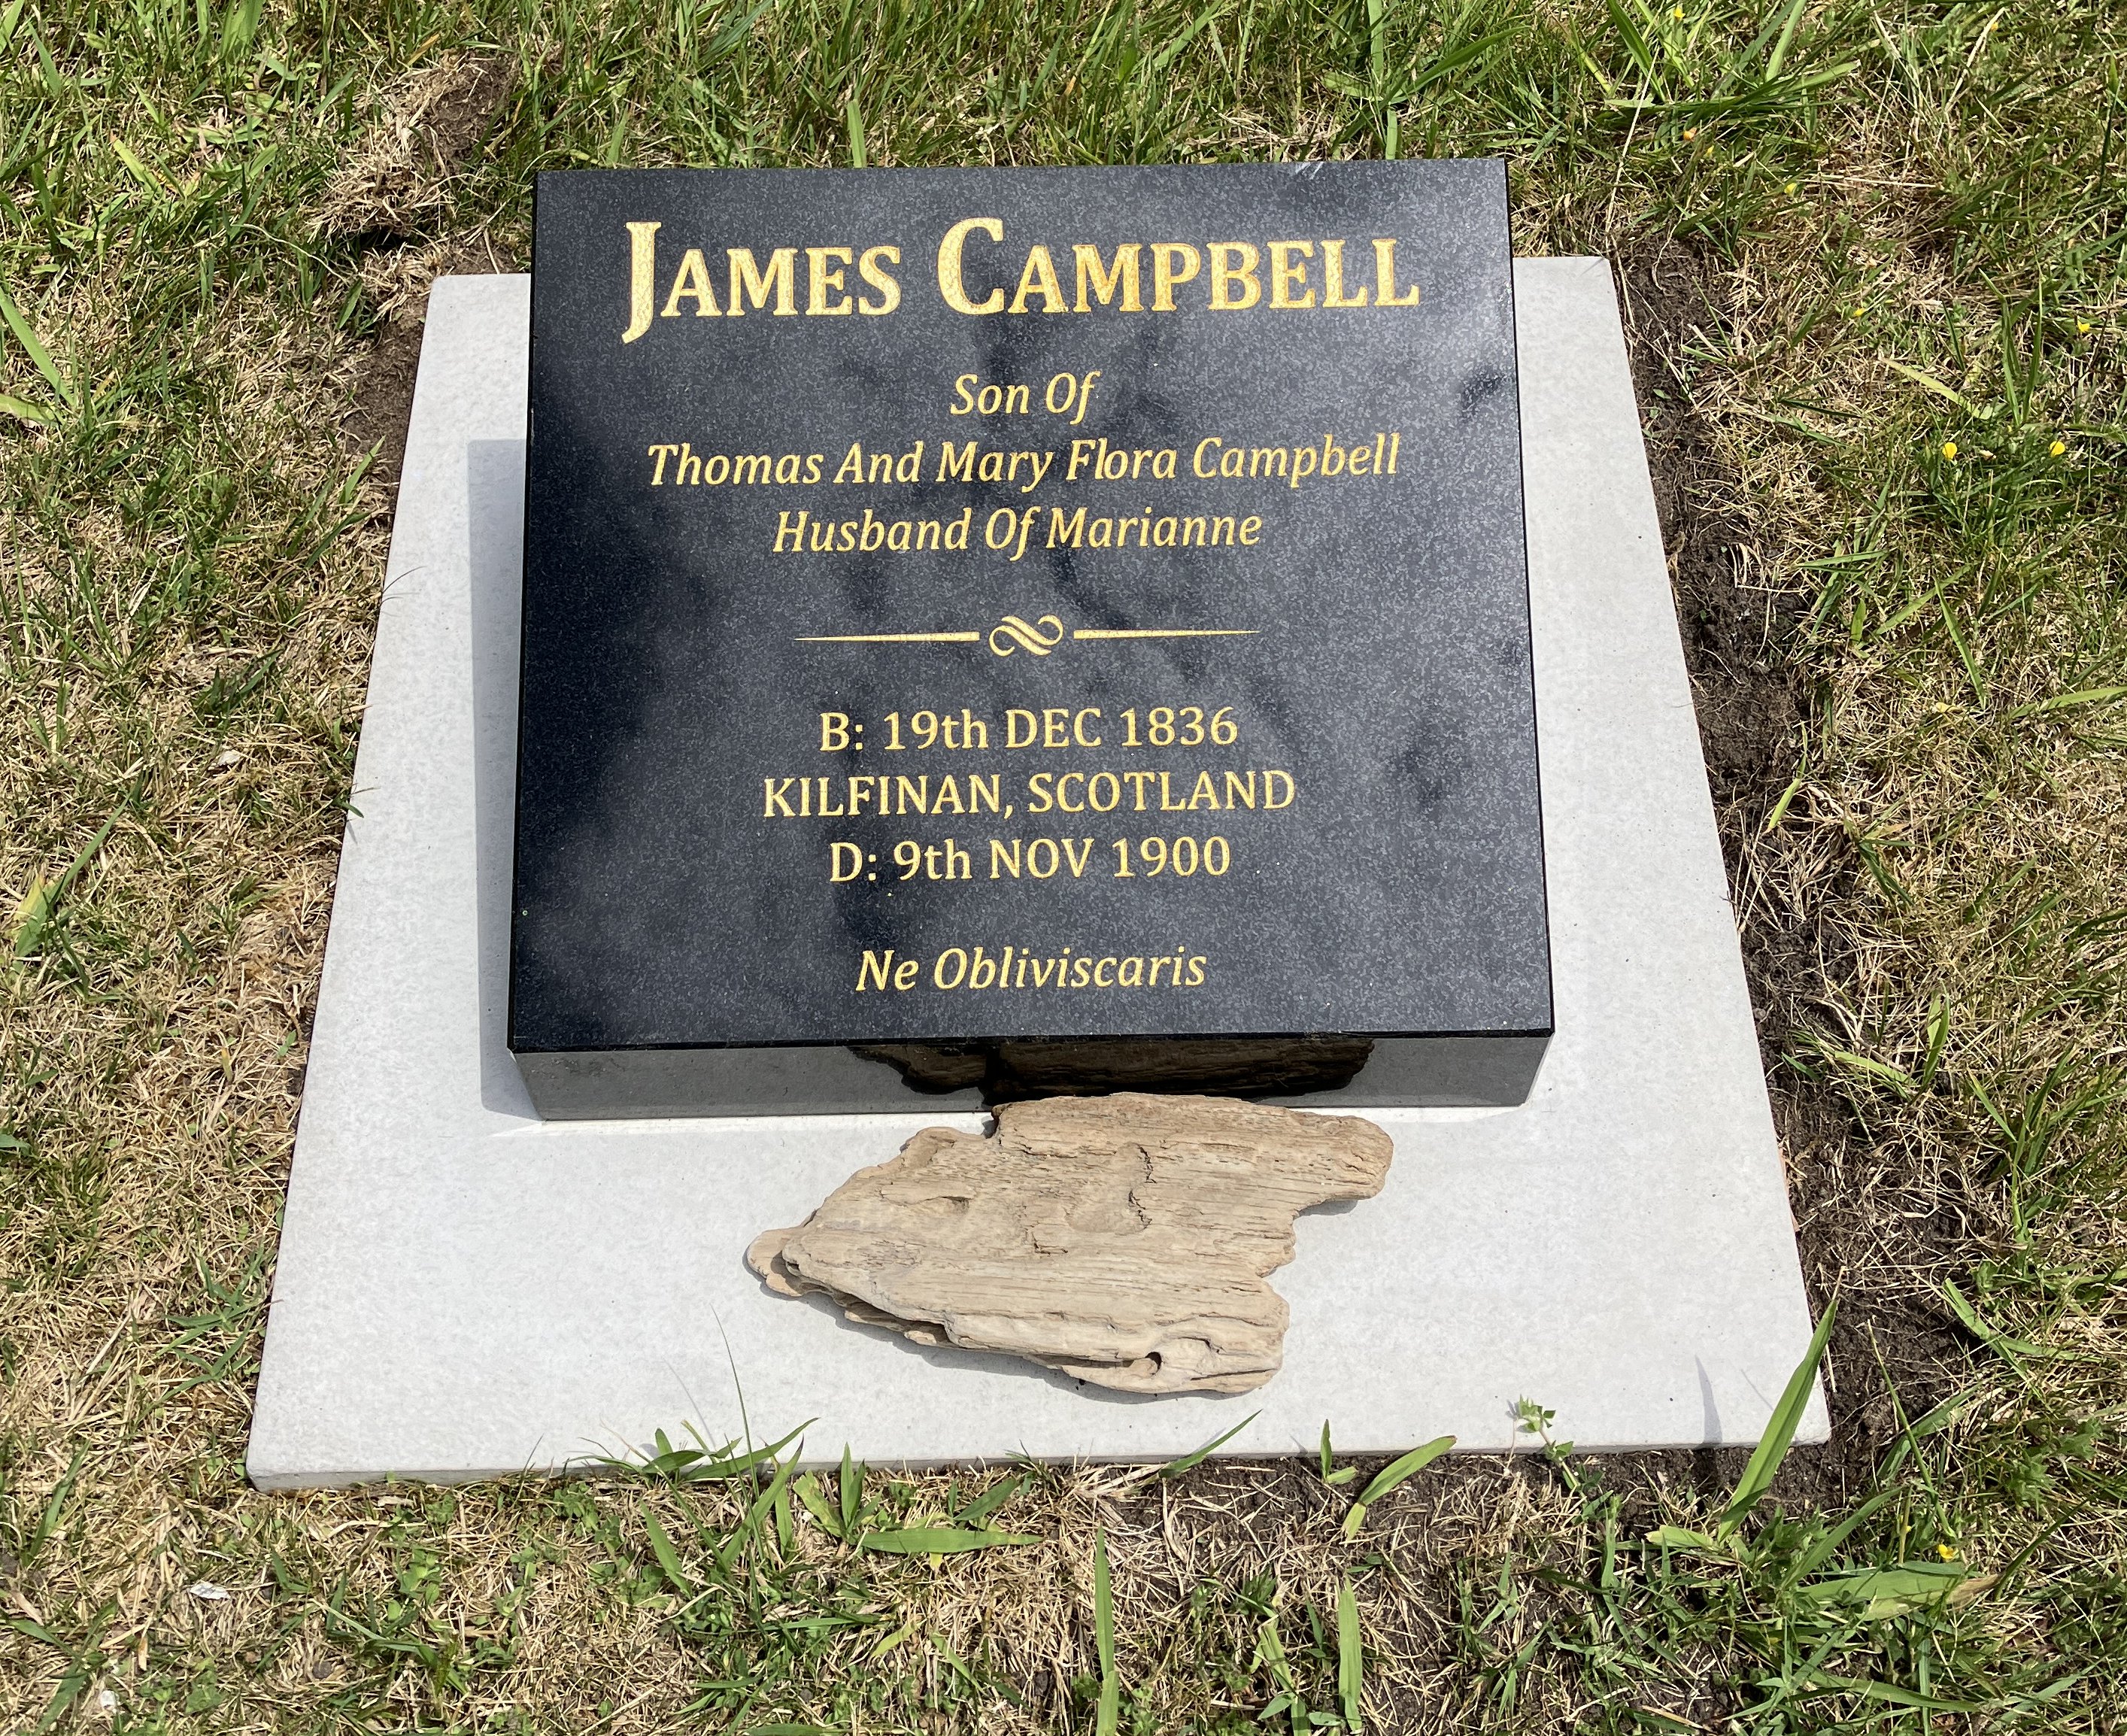 JAMES CAMPBELL
Son Of
Thomas And Mary Flora Campbell
Husband Of Marianne
B: 19th DEC 1836
KILFINAN, SCOTLAND
D: 9th NOV 1900
Ne Obliviscaris